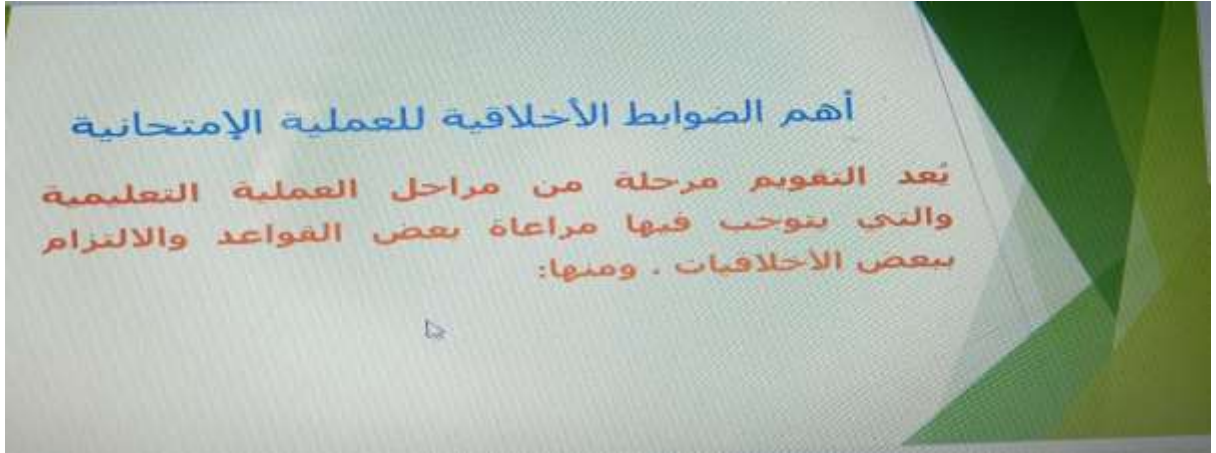 أهم الضوابط الأخلاقية للعملية الإمتحانية
يُعد التقويم مرحلة من مراحل العملية التعليمية
والتي يتوجب فيها مراعاة بعض القواعد والالتزام
ببعض الأخلاقيات . ومنها: